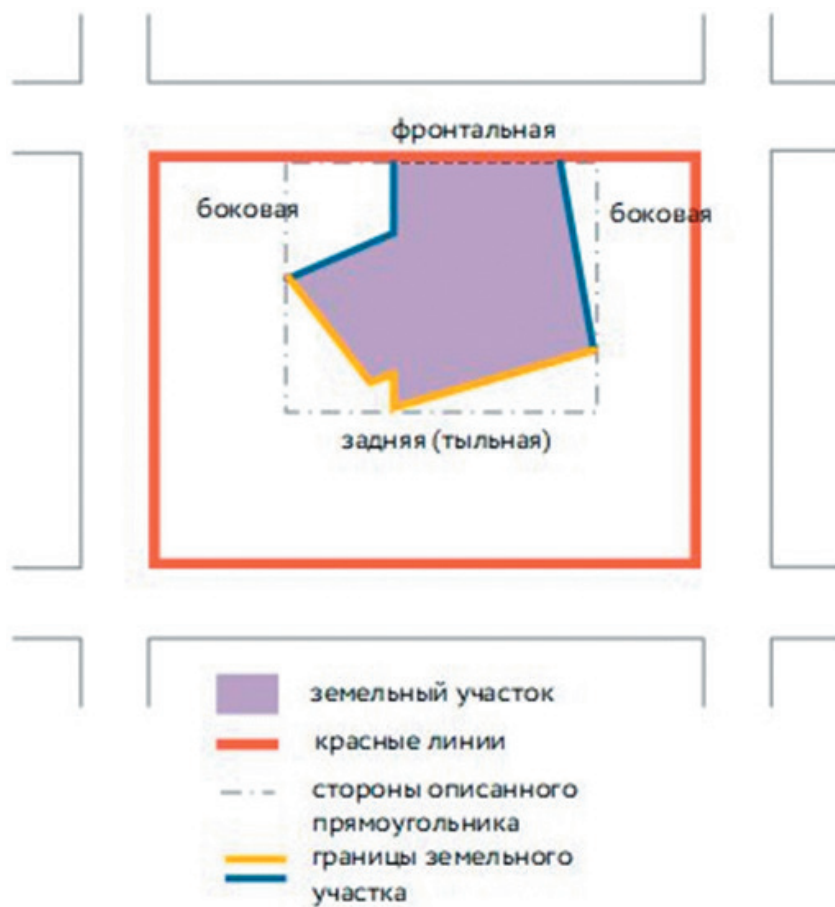 фронтальная
боковая
боковая
задняя (тыльная)
земельный участок
красные линии
стороны описанного
прямоугольника
границы земельного
участка